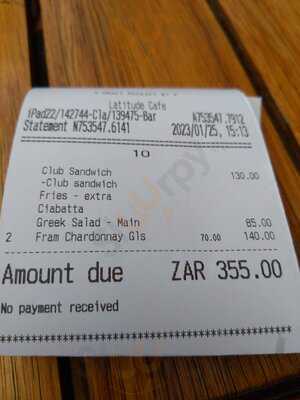 Latitude Cafe
iPad22/142744-Cla/139475-Bar N753547.7912
Statement N753547.6141 2023/01/25, 15:13
10
Club Sandwich 130.00
-Club sandwich
Fries - extra
Ciabatta
Greek Salad - Main 85.00
2 Fram Chardonnay Gls 70.00 140.00
Amount due ZAR 355.00
No payment received